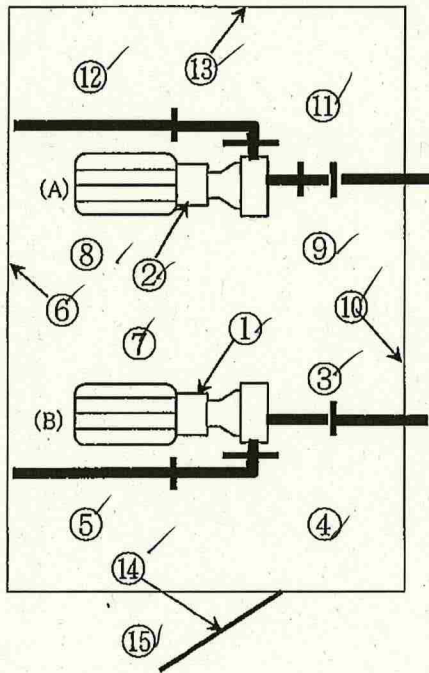 ⑫ ⑬
⑪
(A)
⑧ ② ⑨
⑥ ⑩
⑦ ① ③
(B)
⑤ ④
⑭
⑮